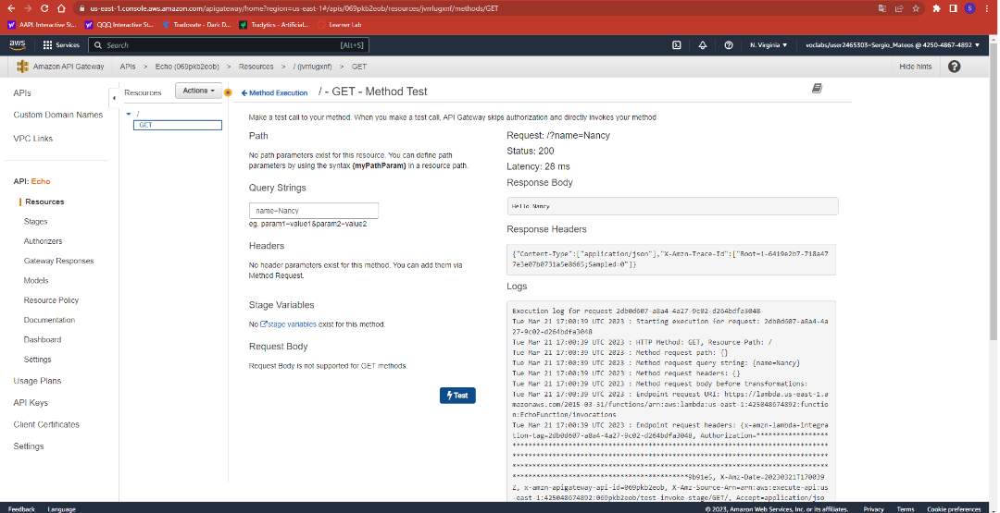 us-east-1.console.aws.amazon.com/apigateway/home?region=us-east-1#/apis/069pkb2eob/resources/jvrrlugxnf/methods/GET
AAPL Interactive St... QQQ Interactive St... Tradovate - Dark D... Tradytics - Artificial... Learner Lab
aws Services Search [Alt+S] N. Virginia voclabs/user2465303=Sergio_Mateos @ 4250-4867-4892
Amazon API Gateway APIs > Echo (069pkb2eob) > Resources > / (jvrrlugxnf) > GET Hide hints
APIs
Custom Domain Names
VPC Links
API: Echo
Resources
Stages
Authorizers
Gateway Responses
Models
Resource Policy
Documentation
Dashboard
Settings
Usage Plans
API Keys
Client Certificates
Settings
Resources Actions
/
GET
Method Execution / - GET - Method Test
Make a test call to your method. When you make a test call, API Gateway skips authorization and directly invokes your method
Path
No path parameters exist for this resource. You can define path
parameters by using the syntax {myPathParam} in a resource path.
Query Strings
name=Nancy
eg. param1=value1&param2=value2
Headers
No header parameters exist for this method. You can add them via
Method Request.
Stage Variables
No stage variables exist for this method.
Request Body
Request Body is not supported for GET methods.
Test
Request: /?name=Nancy
Status: 200
Latency: 28 ms
Response Body
Hello Nancy
Response Headers
{"Content-Type":["application/json"],"X-Amzn-Trace-Id":["Root=1-6419e2b7-718a47
7e3e07b0731a5e8665;Sampled=0"]}
Logs
Execution log for request 2db0d607-a8a4-4a27-9c02-d264bdfa3048
Tue Mar 21 17:00:39 UTC 2023 : Starting execution for request: 2db0d607-a8a4-4a
27-9c02-d264bdfa3048
Tue Mar 21 17:00:39 UTC 2023 : HTTP Method: GET, Resource Path: /
Tue Mar 21 17:00:39 UTC 2023 : Method request path: {}
Tue Mar 21 17:00:39 UTC 2023 : Method request query string: {name=Nancy}
Tue Mar 21 17:00:39 UTC 2023 : Method request headers: {}
Tue Mar 21 17:00:39 UTC 2023 : Method request body before transformations:
Tue Mar 21 17:00:39 UTC 2023 : Endpoint request URI: https://lambda.us-east-1.a
mazonaws.com/2015-03-31/functions/arn:aws:lambda:us-east-1:425048674892:functio
n:EchoFunction/invocations
Tue Mar 21 17:00:39 UTC 2023 : Endpoint request headers: {x-amzn-lambda-integra
tion-tag=2db0d607-a8a4-4a27-9c02-d264bdfa3048, Authorization=******************
*******************************************************************************
*******************************************************************************
*******************************************************************************
********************************************9b91e5, X-Amz-Date=20230321T170039
Z, x-amzn-apigateway-api-id=069pkb2eob, X-Amz-Source-Arn=arn:aws:execute-api:us
-east-1:425048674892:069pkb2eob/test-invoke-stage/GET/, Accept=application/jso
Feedback Language © 2023, Amazon Web Services, Inc. or its affiliates. Privacy Terms Cookie preferences